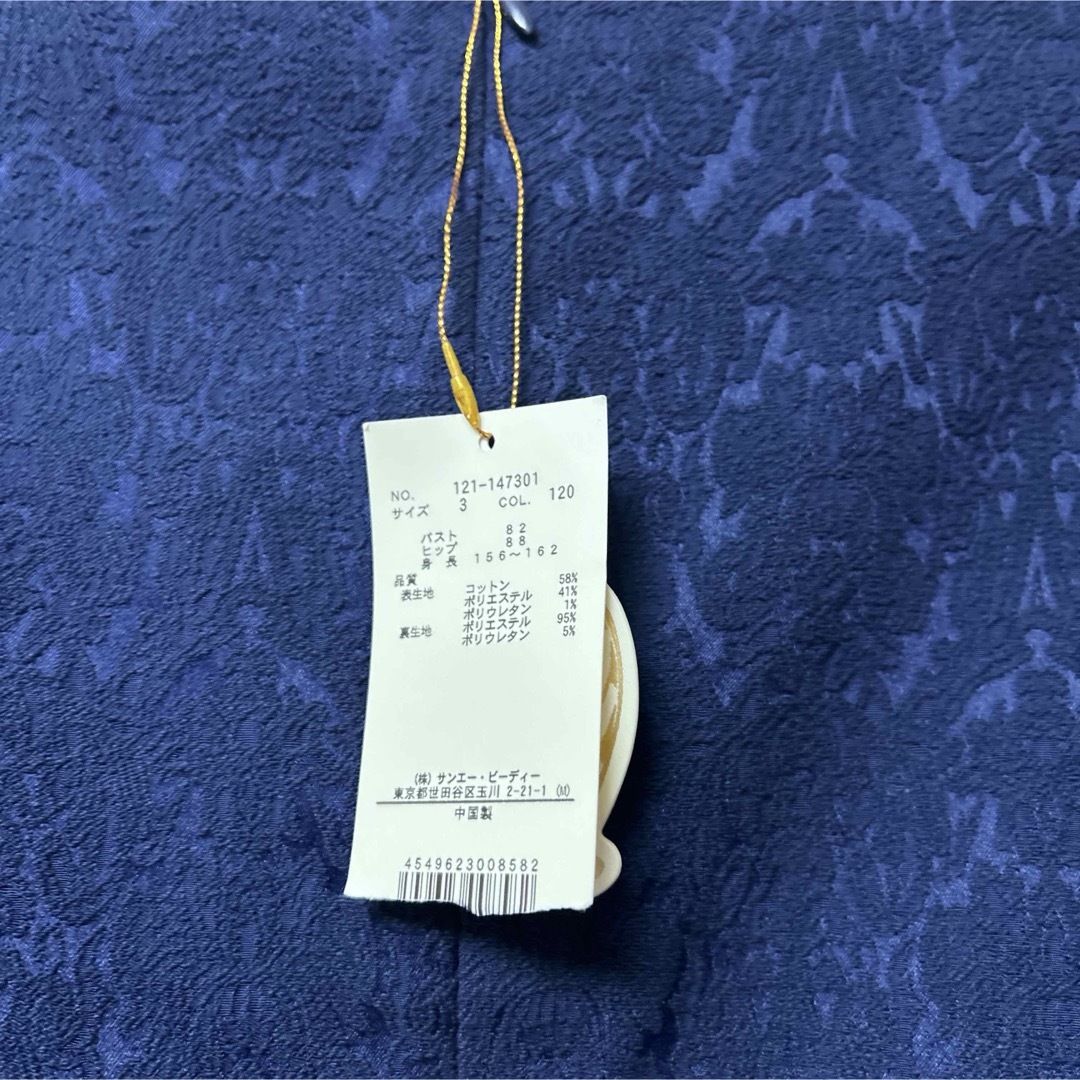 NO. 121-147301
サイズ 3 COL. 120
バスト 82
ヒップ 88
身 長 156～162
品質
表生地 コットン 58%
ポリエステル 41%
ポリウレタン 1%
裏生地 ポリエステル 95%
ポリウレタン 5%
(株) サンエー・ビーディー
東京都世田谷区玉川 2-21-1 (M)
中国製
4549623008582